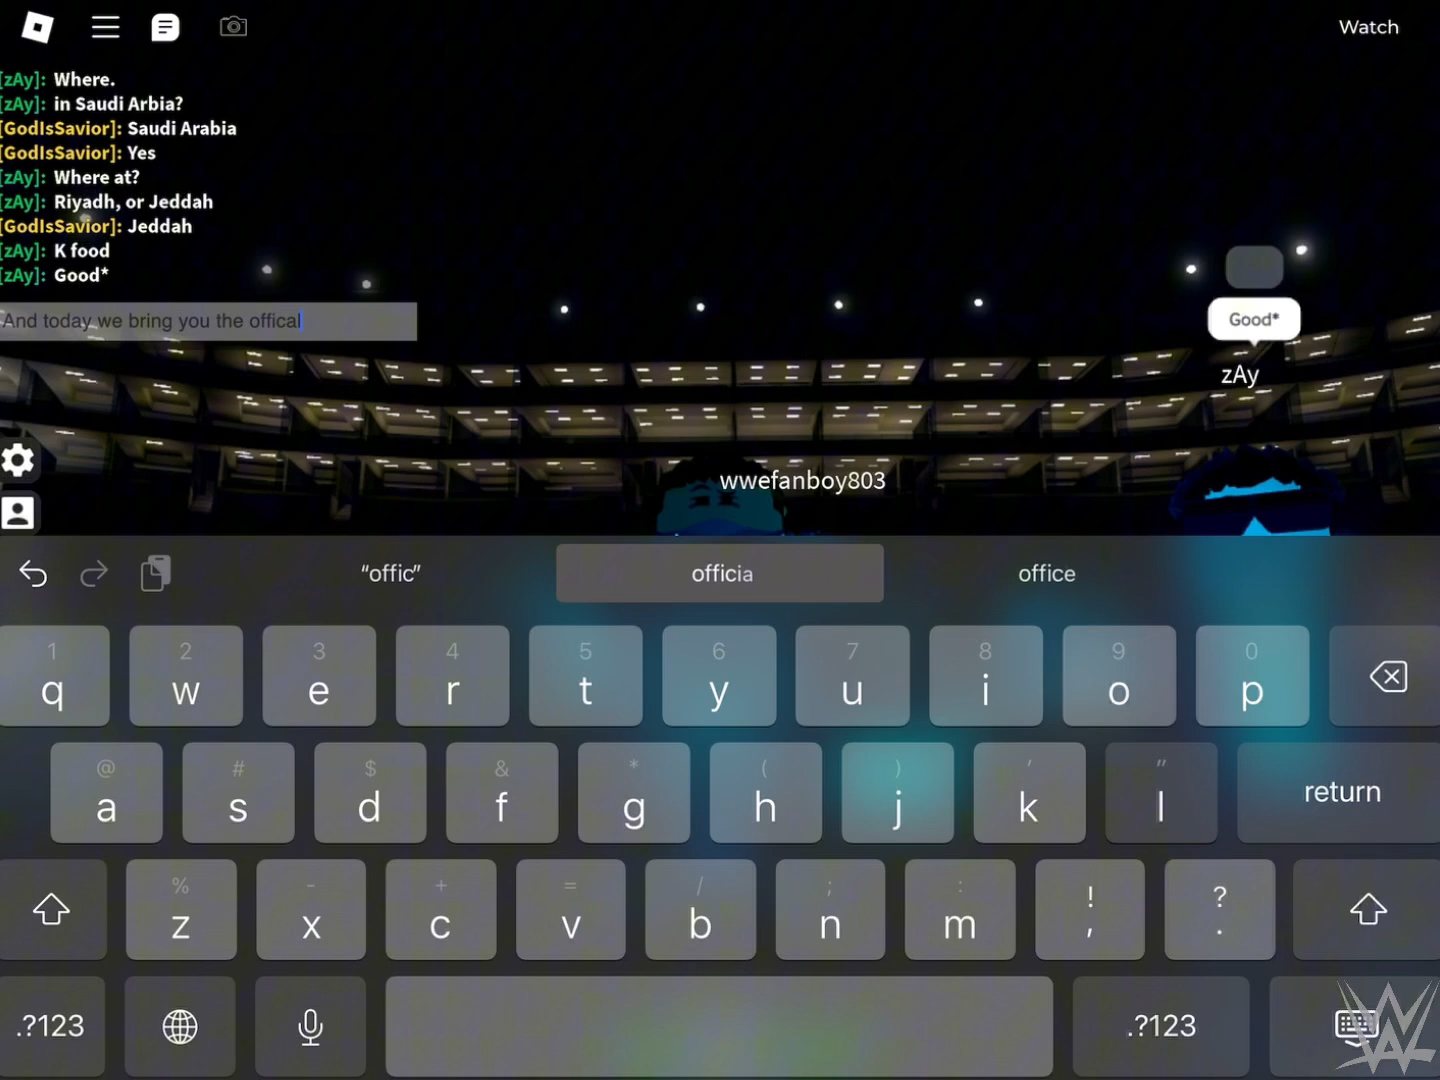 Watch
[zAy]: Where.
[zAy]: in Saudi Arbia?
[GodIsSavior]: Saudi Arabia
[GodIsSavior]: Yes
[zAy]: Where at?
[zAy]: Riyadh, or Jeddah
[GodIsSavior]: Jeddah
[zAy]: K food
[zAy]: Good*
And today we bring you the offical
Good*
zAy
wwefanboy803
“offic” officia office
1 2 3 4 5 6 7 8 9 0
q w e r t y u i o p
@ # $ & * ( ) ' "
a s d f g h j k l return
% - + = / ; : ! ?
z x c v b n m , .
.?123 .?123
W